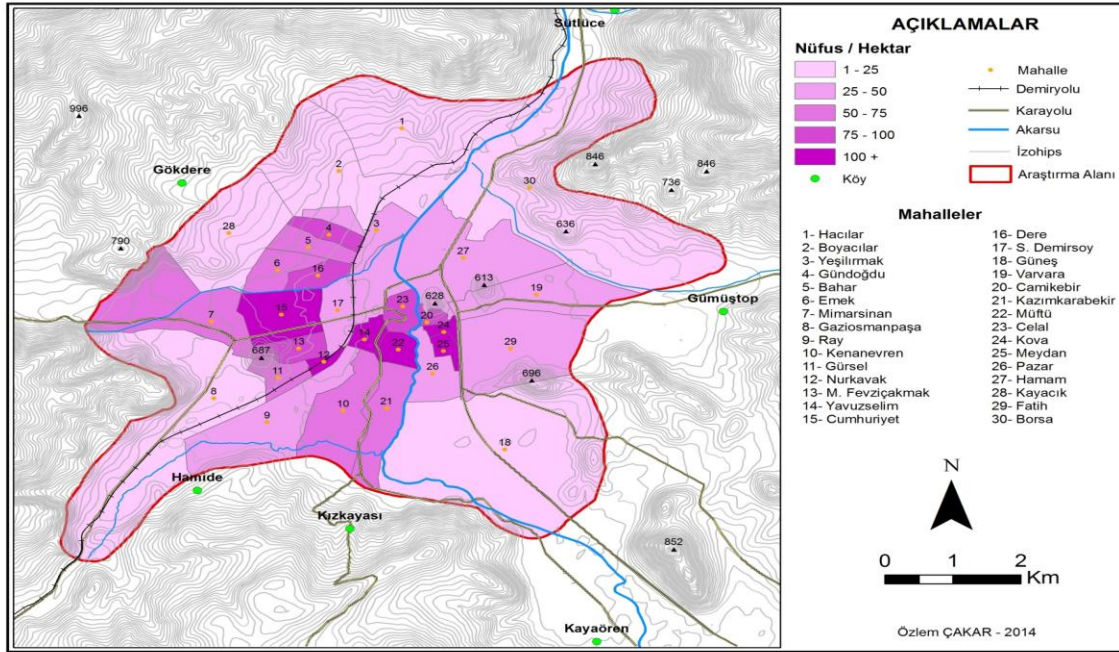 Sütlüce
996
1
846
846
2
736
Gökdere
30
28
4
3
636
790
5
27
6
16
613
19
628
Gümüştop
7
15
17
23
20
24
14
22
25
29
687
13
12
26
11
696
8
10
21
9
18
Hamide
Kızkayası
852
Kayaören
AÇIKLAMALAR
Nüfus / Hektar
1 - 25
25 - 50
50 - 75
75 - 100
100 +
Köy
Mahalle
Demiryolu
Karayolu
Akarsu
İzohips
Araştırma Alanı
Mahalleler
1- Hacılar
2- Boyacılar
3- Yeşilırmak
4- Gündoğdu
5- Bahar
6- Emek
7- Mimarsinan
8- Gaziosmanpaşa
9- Ray
10- Kenanevren
11- Gürsel
12- Nurkavak
13- M. Fevziçakmak
14- Yavuzselim
15- Cumhuriyet
16- Dere
17- S. Demirsoy
18- Güneş
19- Varvara
20- Camikebir
21- Kazımkarabekir
22- Müftü
23- Celal
24- Kova
25- Meydan
26- Pazar
27- Hamam
28- Kayacık
29- Fatih
30- Borsa
N
0 1 2
Km
Özlem ÇAKAR - 2014